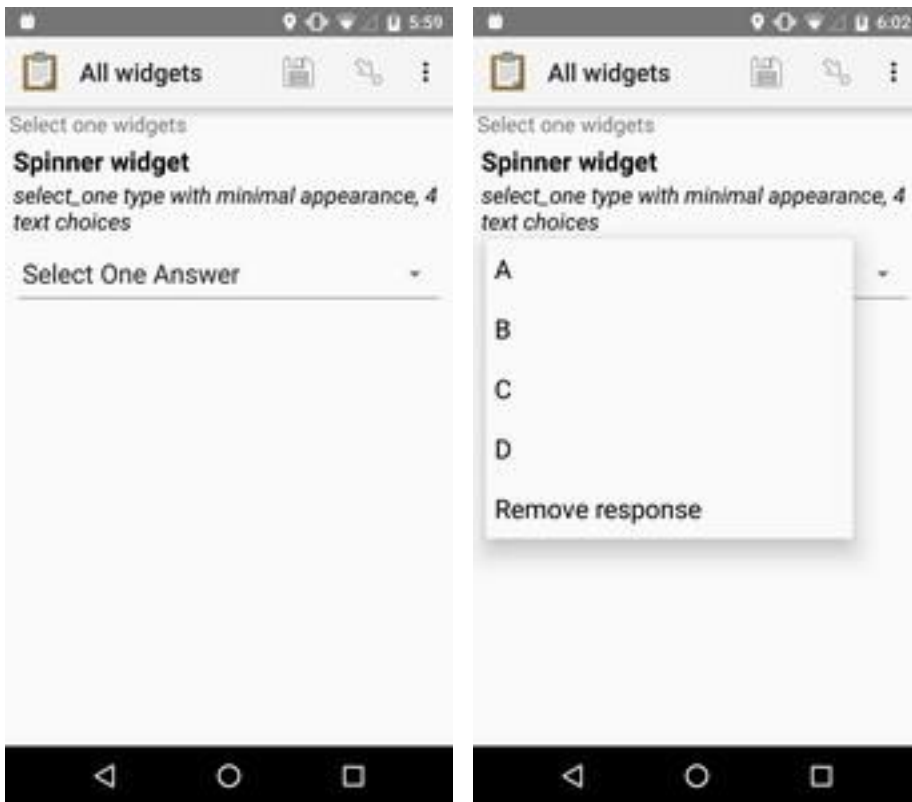 5:59
All widgets
Select one widgets
Spinner widget
select_one type with minimal appearance, 4
text choices
Select One Answer
6:02
All widgets
Select one widgets
Spinner widget
select_one type with minimal appearance, 4
text choices
A
B
C
D
Remove response